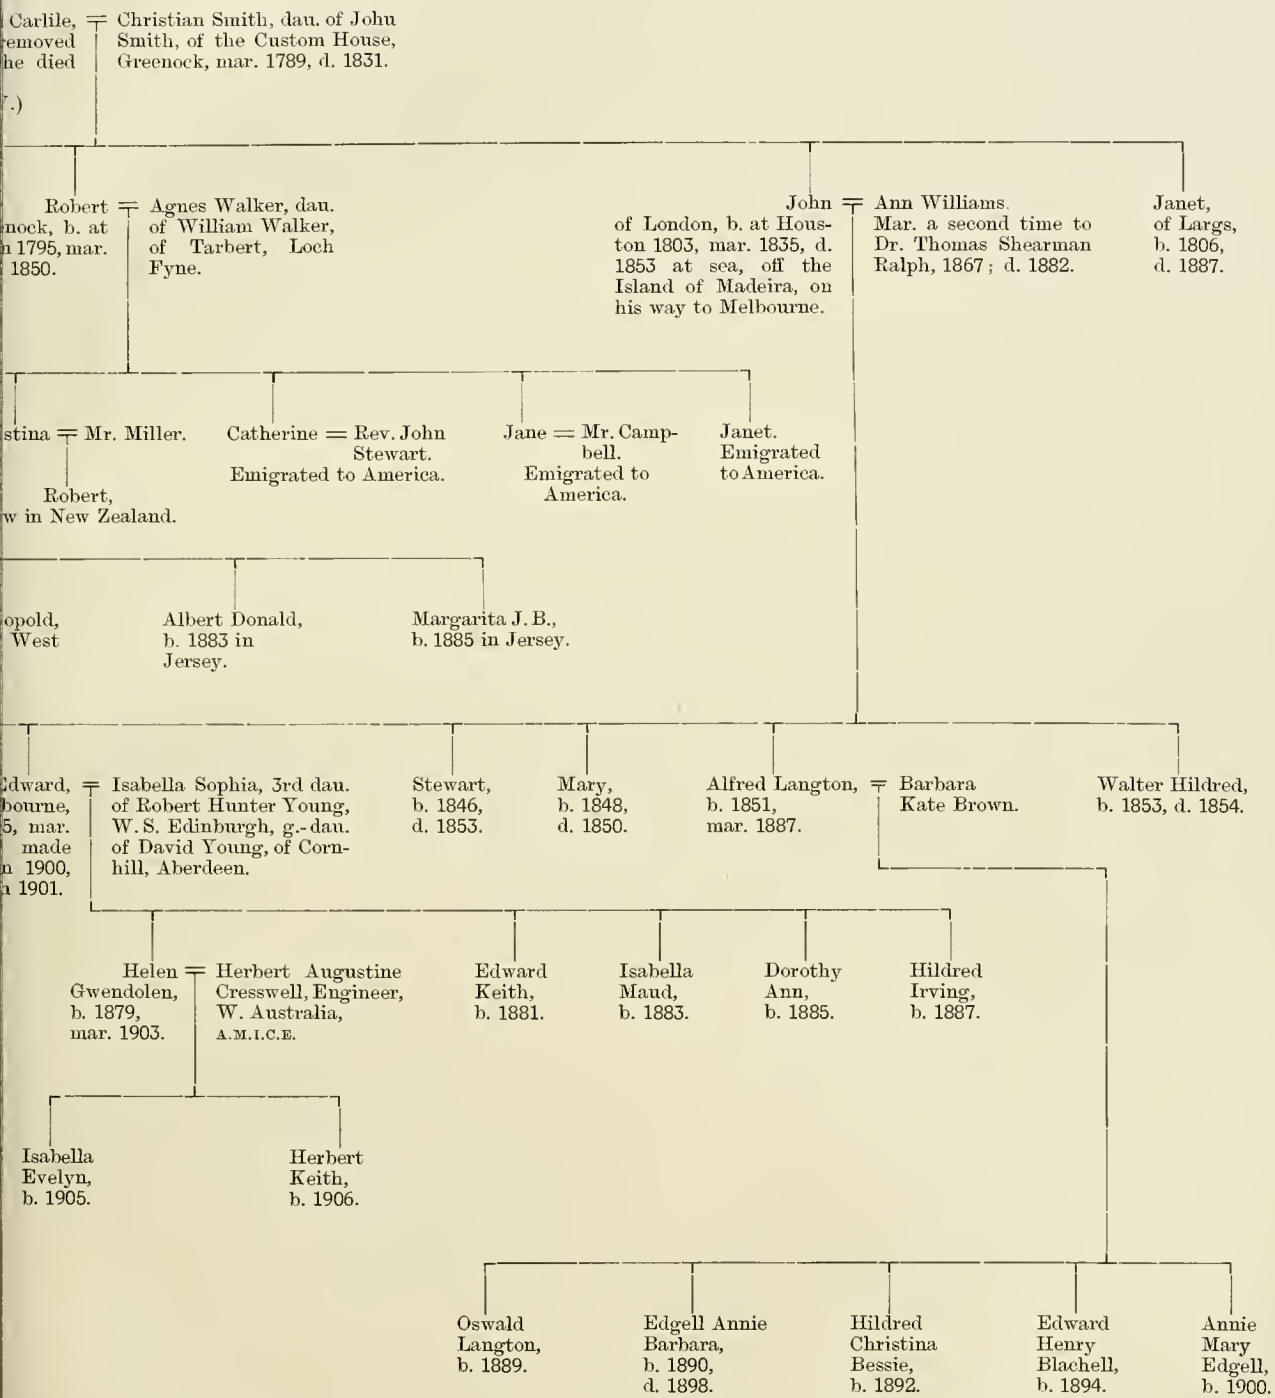 Carlile, = Christian Smith, dau. of John
Smith, of the Custom House,
he died Greenock, mar. 1789, d. 1831.
.)
Robert = Agnes Walker, dau.
b. at of William Walker,
1795, mar. of Tarbert, Loch
1850. Fyne.
John = Ann Williams.
of London, b. at Hous-
ton 1803, mar. 1835, d.
1853 at sea, off the
Island of Madeira, on
his way to Melbourne.
Mar. a second time to
Dr. Thomas Shearman
Ralph, 1867; d. 1882.
Janet,
of Largs,
b. 1806,
d. 1887.
stina = Mr. Miller.
Robert,
w in New Zealand.
Catherine = Rev. John
Stewart.
Emigrated to America.
Jane = Mr. Camp-
bell.
Emigrated to
America.
Janet.
Emigrated
to America.
opold,
West
Albert Donald,
b. 1883 in
Jersey.
Margarita J. B.,
b. 1885 in Jersey.
dward, = Isabella Sophia, 3rd dau.
bourne, of Robert Hunter Young,
5, mar. W. S. Edinburgh, g.-dau.
made of David Young, of Corn-
1900, hill, Aberdeen.
1901.
Stewart,
b. 1846,
d. 1853.
Mary,
b. 1848,
d. 1850.
Alfred Langton, = Barbara
b. 1851, Kate Brown.
mar. 1887.
Walter Hildred,
b. 1853, d. 1854.
Helen = Herbert Augustine
Gwendolen, Cresswell, Engineer,
b. 1879, W. Australia,
mar. 1903. A.M.I.C.E.
Edward
Keith,
b. 1881.
Isabella
Maud,
b. 1883.
Dorothy
Ann,
b. 1885.
Hildred
Irving,
b. 1887.
Isabella
Evelyn,
b. 1905.
Herbert
Keith,
b. 1906.
Oswald
Langton,
b. 1889.
Edgell Annie
Barbara,
b. 1890,
d. 1898.
Hildred
Christina
Bessie,
b. 1892.
Edward
Henry
Blachell,
b. 1894.
Annie
Mary
Edgell,
b. 1900.